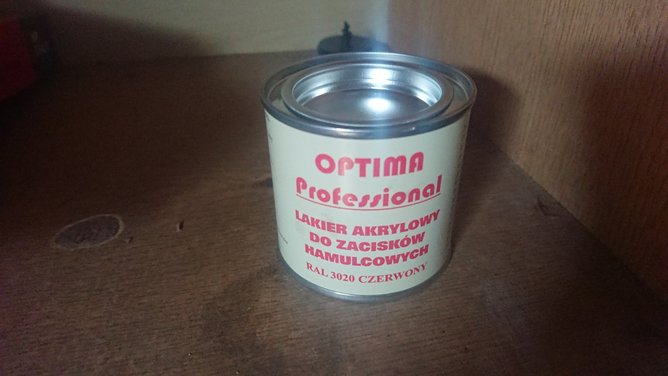 OPTIMA
Professional
LAKIER AKRYLOWY
DO ZACISKÓW
HAMULCOWYCH
RAL 3020 CZERWONY